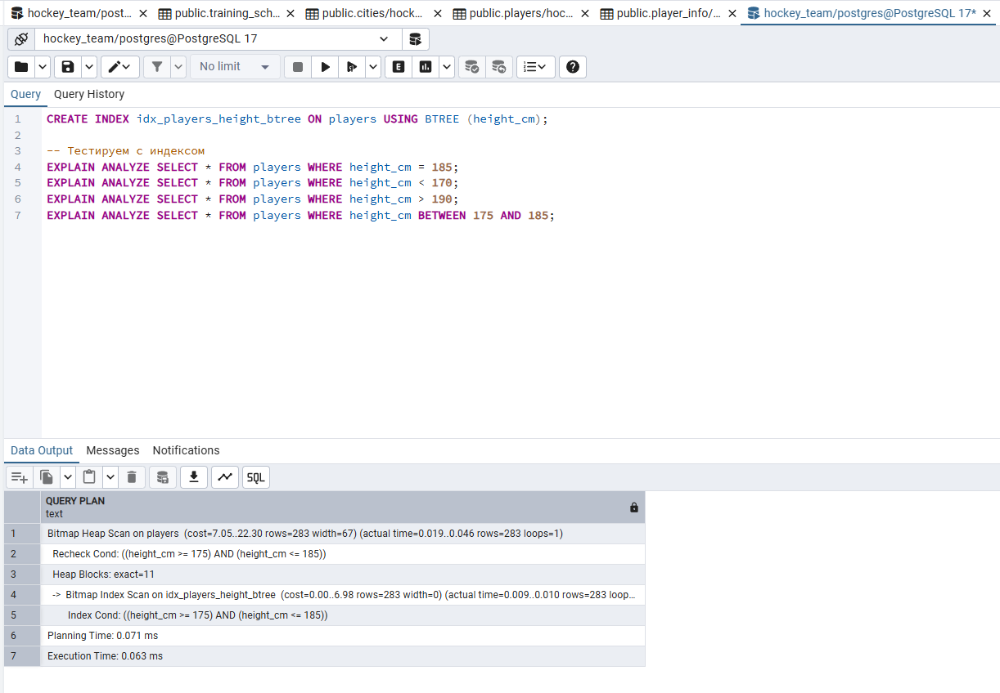 hockey_team/post...
public.training_sch...
public.cities/hock...
public.players/hoc...
public.player_info/...
hockey_team/postgres@PostgreSQL 17*
hockey_team/postgres@PostgreSQL 17
No limit
E
Query
Query History
1 CREATE INDEX idx_players_height_btree ON players USING BTREE (height_cm);
2
3 -- Тестируем с индексом
4 EXPLAIN ANALYZE SELECT * FROM players WHERE height_cm = 185;
5 EXPLAIN ANALYZE SELECT * FROM players WHERE height_cm < 170;
6 EXPLAIN ANALYZE SELECT * FROM players WHERE height_cm > 190;
7 EXPLAIN ANALYZE SELECT * FROM players WHERE height_cm BETWEEN 175 AND 185;
Data Output
Messages
Notifications
SQL
QUERY PLAN
text
1 Bitmap Heap Scan on players (cost=7.05..22.30 rows=283 width=67) (actual time=0.019..0.046 rows=283 loops=1)
2 Recheck Cond: ((height_cm >= 175) AND (height_cm <= 185))
3 Heap Blocks: exact=11
4 -> Bitmap Index Scan on idx_players_height_btree (cost=0.00..6.98 rows=283 width=0) (actual time=0.009..0.010 rows=283 loop...
5 Index Cond: ((height_cm >= 175) AND (height_cm <= 185))
6 Planning Time: 0.071 ms
7 Execution Time: 0.063 ms